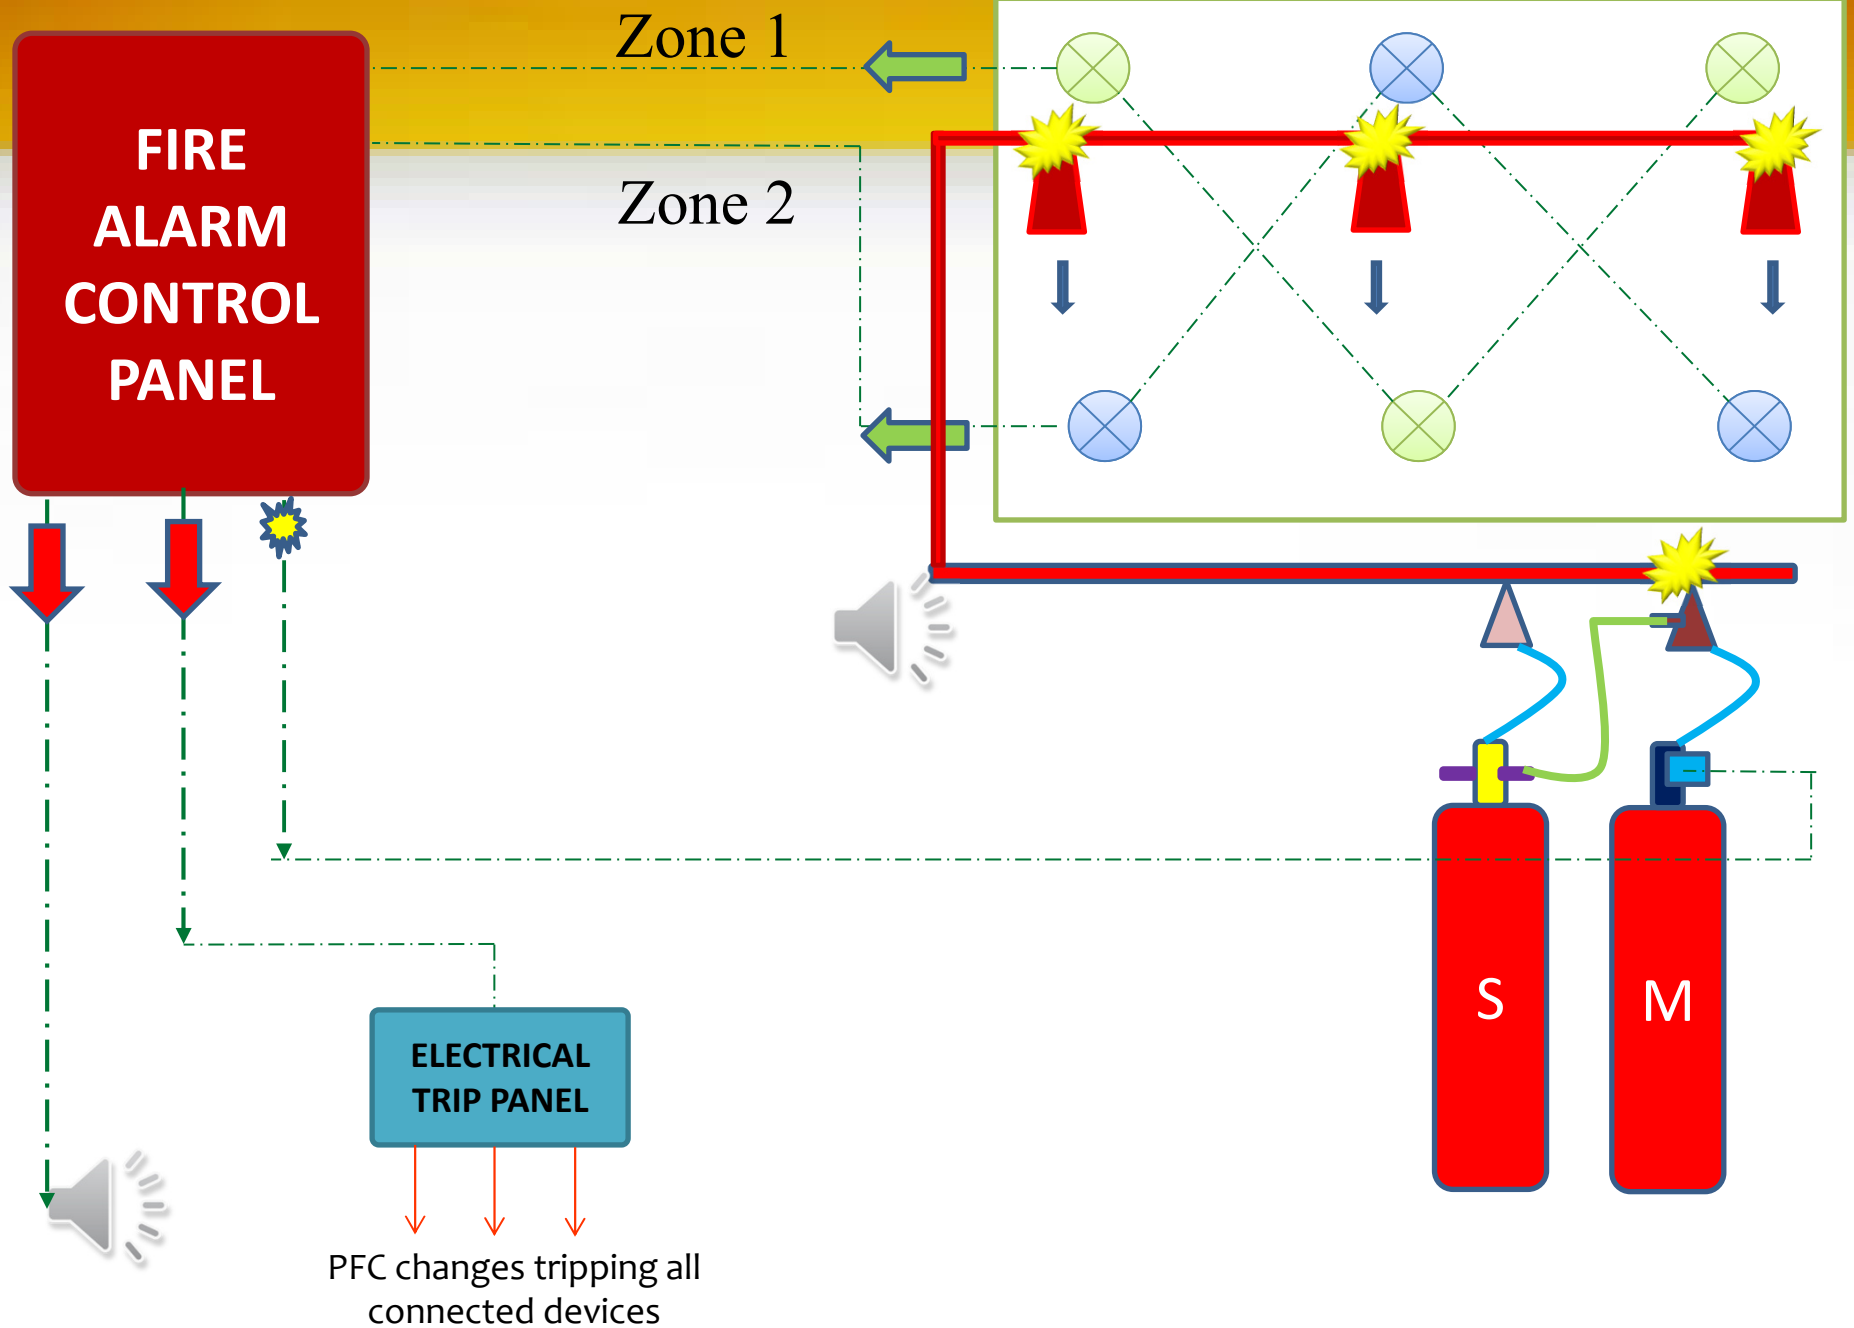 Zone 1
FIRE
ALARM
CONTROL
PANEL
Zone 2
S
M
ELECTRICAL
TRIP PANEL
PFC changes tripping all
connected devices